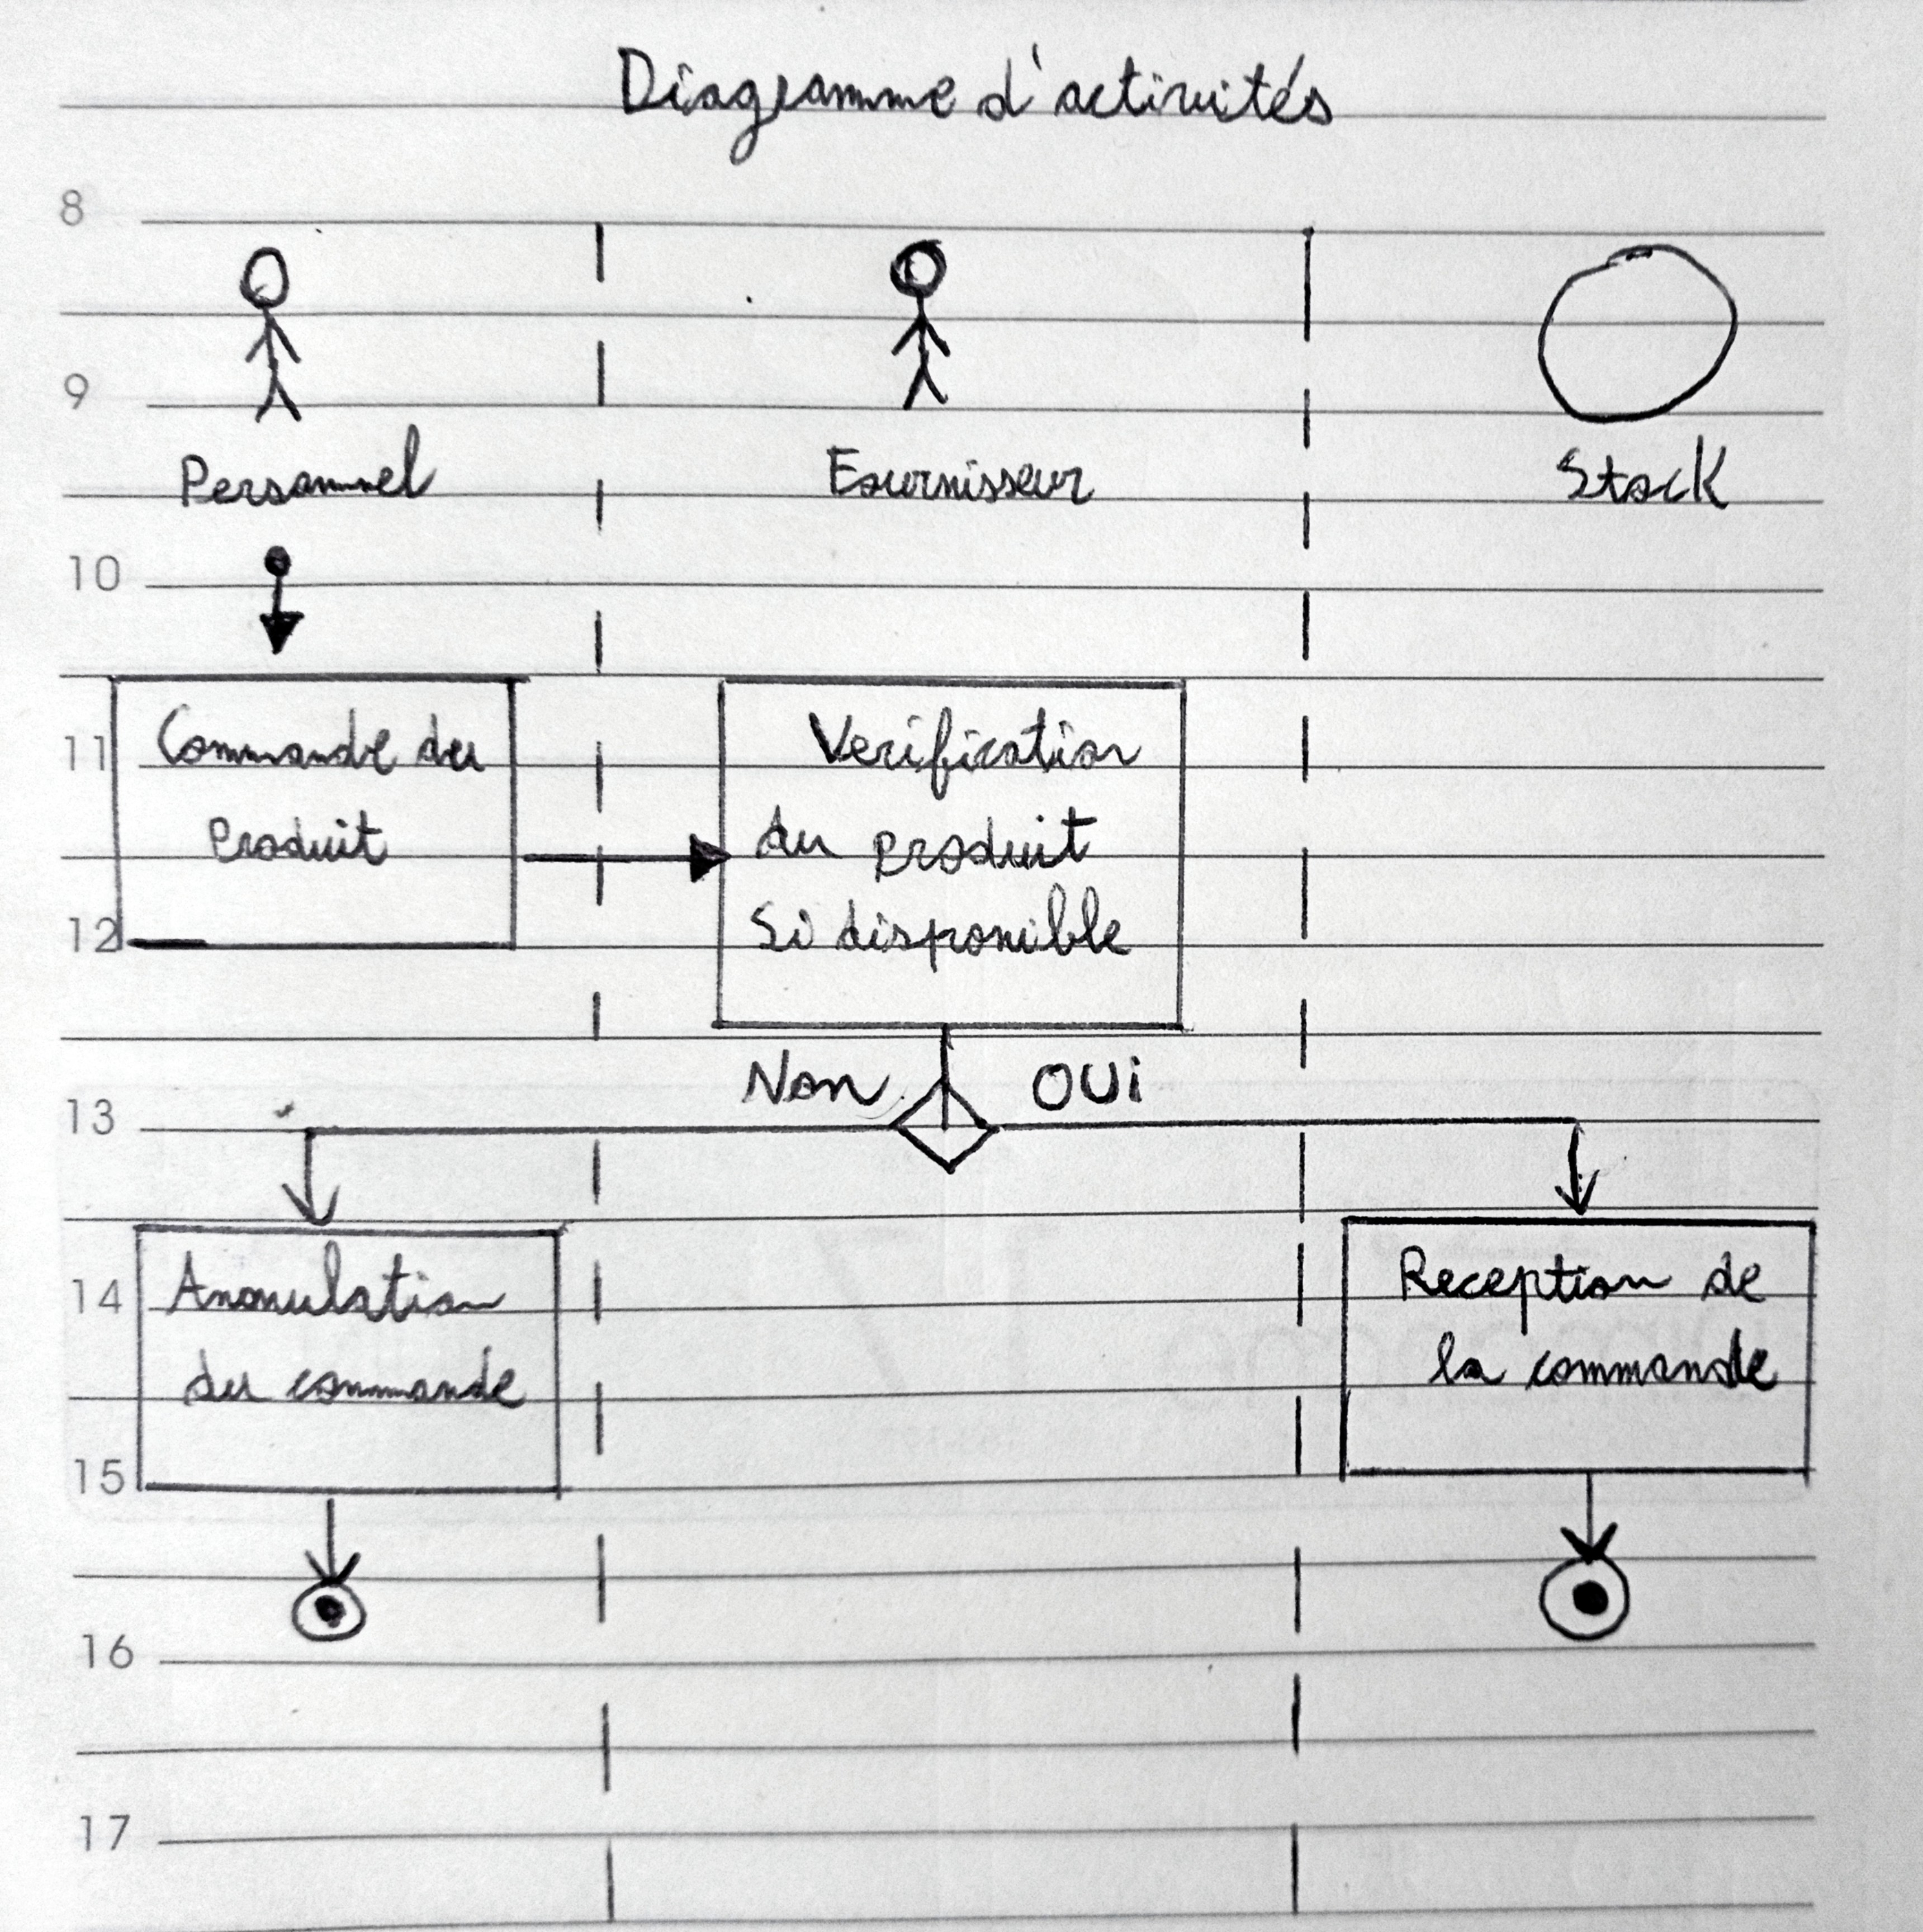 Diagramme d'activités
8
9
Personnel
Fournisseur
Stock
10
11
Commande du
Produit
Verification
du produit
Si disponible
12
Non
OUi
13
14
Annulation
du commande
Reception de
la commande
15
16
17